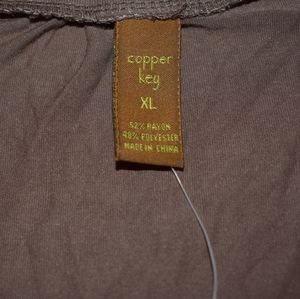 copper
key
XL
52% RAYON
48% POLYESTER
MADE IN CHINA